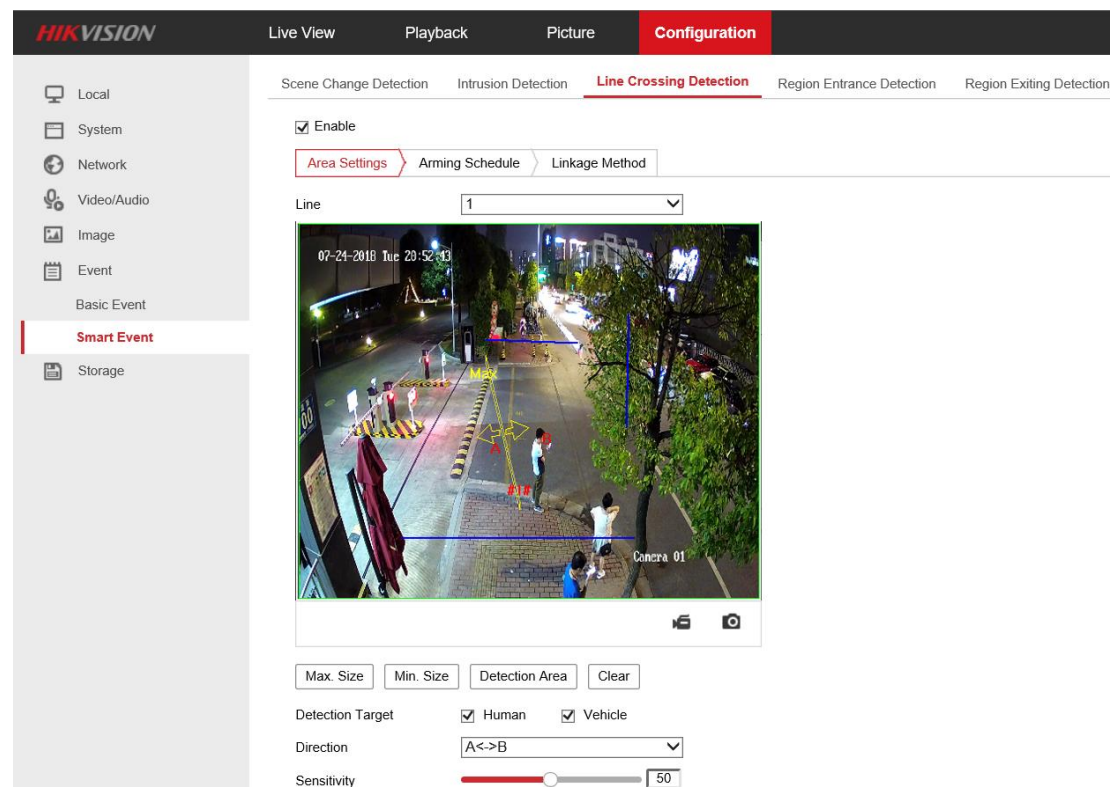 HIKVISION
Live View Playback Picture Configuration
Scene Change Detection Intrusion Detection Line Crossing Detection Region Entrance Detection Region Exiting Detection
Local
System
Network
Video/Audio
Image
Event
Basic Event
Smart Event
Storage
Enable
Area Settings Arming Schedule Linkage Method
Line 1
07-24-2018 Tue 20:52:43
Max
A B
#1#
Camera 01
Max. Size Min. Size Detection Area Clear
Detection Target Human Vehicle
Direction A<->B
Sensitivity 50